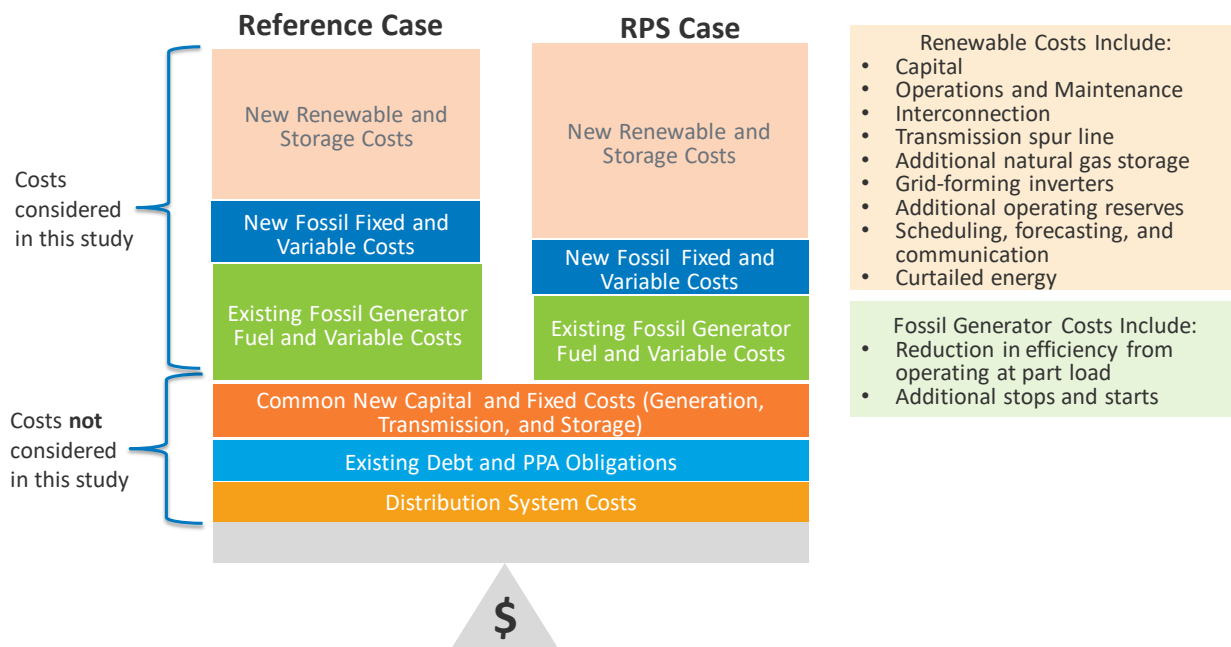 Reference Case
RPS Case
New Renewable and
Storage Costs
New Renewable and
Storage Costs
Costs
considered
in this study
New Fossil Fixed and
Variable Costs
New Fossil Fixed and
Variable Costs
Existing Fossil Generator
Fuel and Variable Costs
Existing Fossil Generator
Fuel and Variable Costs
Costs not
considered
in this study
Common New Capital and Fixed Costs (Generation,
Transmission, and Storage)
Existing Debt and PPA Obligations
Distribution System Costs
$
Renewable Costs Include:
• Capital
• Operations and Maintenance
• Interconnection
• Transmission spur line
• Additional natural gas storage
• Grid-forming inverters
• Additional operating reserves
• Scheduling, forecasting, and
communication
• Curtailed energy
Fossil Generator Costs Include:
• Reduction in efficiency from
operating at part load
• Additional stops and starts